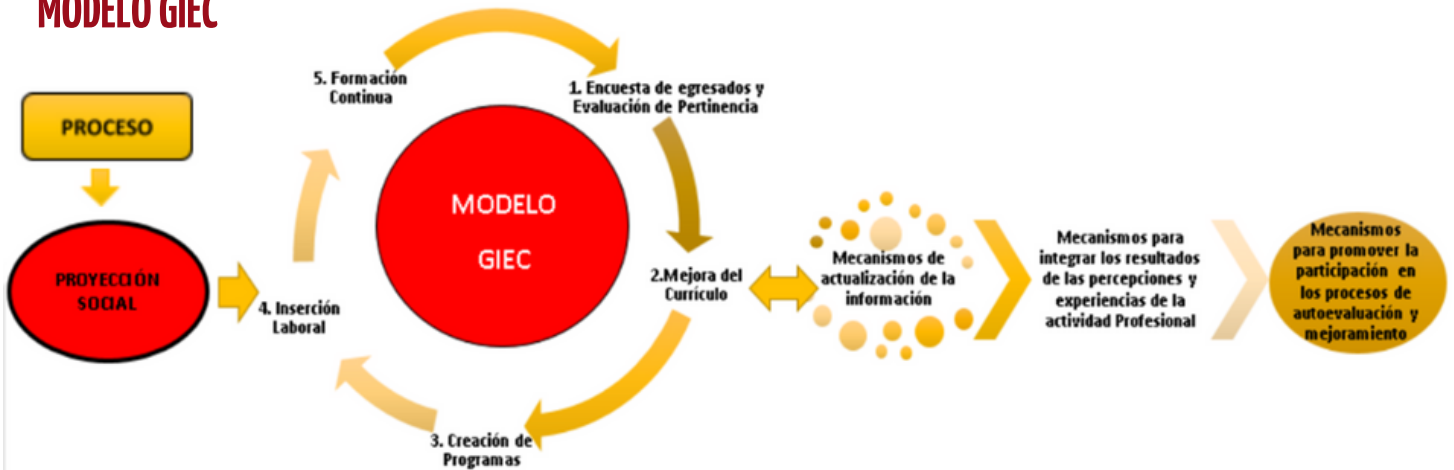 MODELO GIEC
PROCESO
PROYECCIÓN
SOCIAL
MODELO
GIEC
1. Encuesta de egresados y
Evaluación de Pertinencia
2.Mejora del
Currículo
3. Creación de
Programas
4. Inserción
Laboral
5. Formación
Continua
Mecanismos de
actualización de la
información
Mecanismos para
integrar los resultados
de las percepciones y
experiencias de la
actividad Profesional
Mecanismos
para promover la
participación en
los procesos de
autoevaluación y
mejoramiento